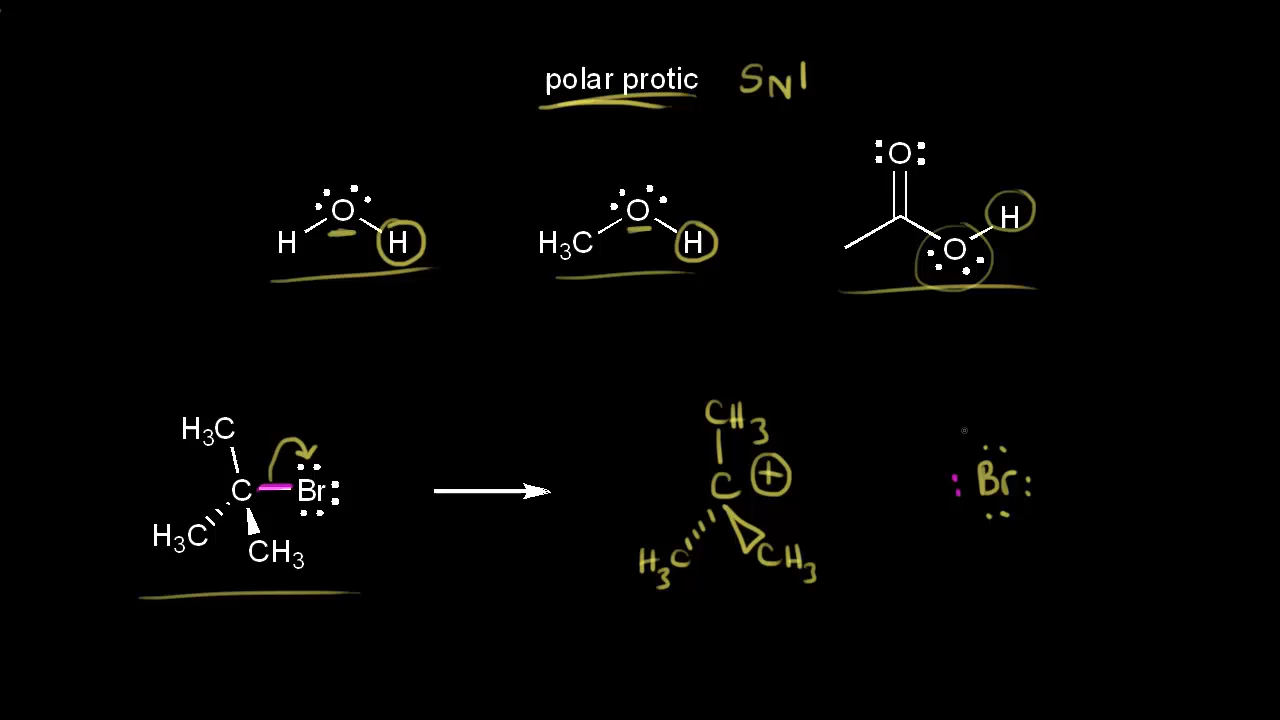 polar protic SN1
H O H
H₃C O H
O O H
H₃C C Br H₃C CH₃
CH₃ C + H₃C CH₃
Br